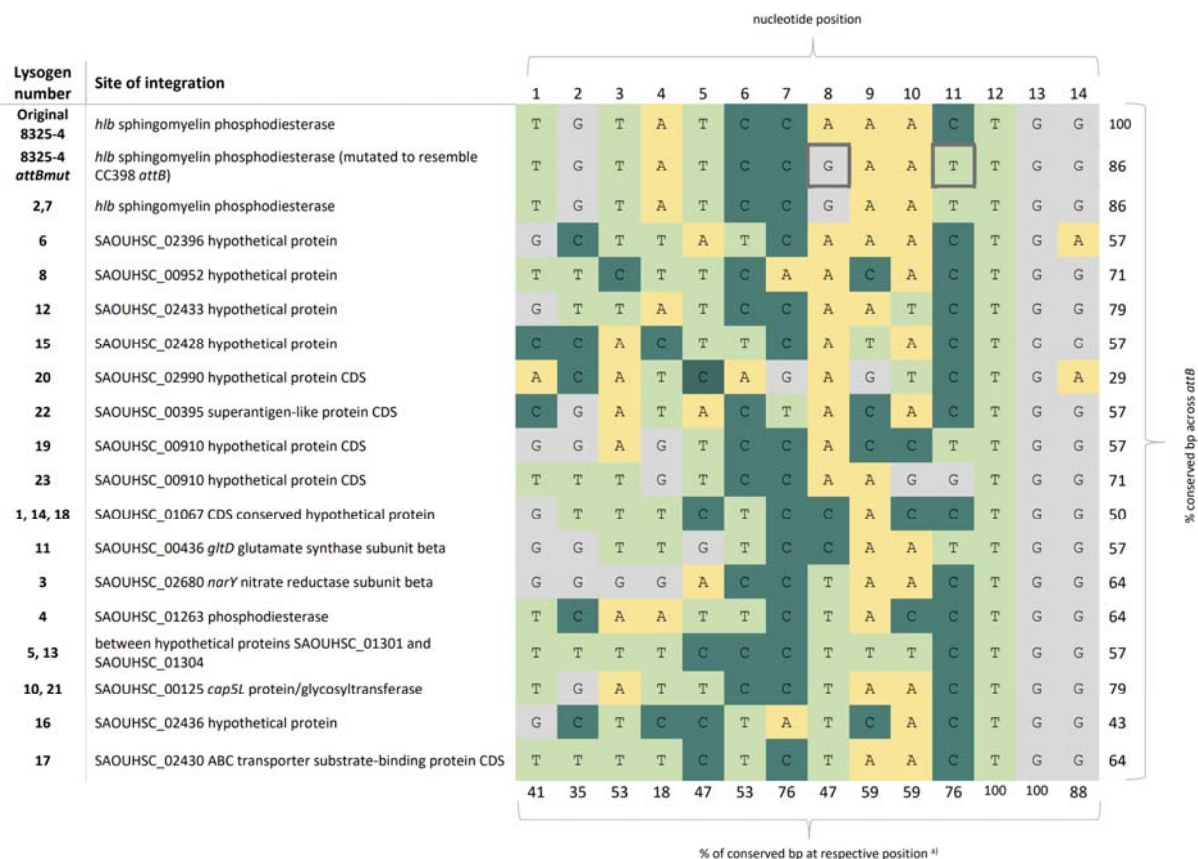 nucleotide position
Lysogen number Site of integration 1 2 3 4 5 6 7 8 9 10 11 12 13 14
Original 8325-4 hlb sphingomyelin phosphodiesterase T G T A T C C A A A C T G G 100
8325-4 attBmut hlb sphingomyelin phosphodiesterase (mutated to resemble CC398 attB) T G T A T C C G A A T T G G 86
2,7 hlb sphingomyelin phosphodiesterase T G T A T C C G A A T T G G 86
6 SAOUHSC_02396 hypothetical protein G C T T A T C A A A C T G A 57
8 SAOUHSC_00952 hypothetical protein T T C T T C A A C A C T G G 71
12 SAOUHSC_02433 hypothetical protein G T T A T C C A A T C T G G 79
15 SAOUHSC_02428 hypothetical protein C C A C T T C A T A C T G G 57
20 SAOUHSC_02990 hypothetical protein CDS A C A T C A G A G T C T G A 29
22 SAOUHSC_00395 superantigen-like protein CDS C G A T A C T A C A C T G G 57
19 SAOUHSC_00910 hypothetical protein CDS G G A G T C C A C C T T G G 57
23 SAOUHSC_00910 hypothetical protein CDS T T T G T C C A A G G T G G 71
1, 14, 18 SAOUHSC_01067 CDS conserved hypothetical protein G T T T C T C C A C C T G G 50
11 SAOUHSC_00436 gltD glutamate synthase subunit beta G G T T G T C C A A T T G G 57
3 SAOUHSC_02680 narY nitrate reductase subunit beta G G G G A C C T A A C T G G 64
4 SAOUHSC_01263 phosphodiesterase T C A A T T C T A C C T G G 64
5, 13 between hypothetical proteins SAOUHSC_01301 and SAOUHSC_01304 T T T T C C C T T T C T G G 57
10, 21 SAOUHSC_00125 cap5L protein/glycosyltransferase T G A T T C C T A A C T G G 79
16 SAOUHSC_02436 hypothetical protein G C T C C T A T C A C T G G 43
17 SAOUHSC_02430 ABC transporter substrate-binding protein CDS T T T T C T C T A A C T G G 64
41 35 53 18 47 53 76 47 59 59 76 100 100 88
% of conserved bp at respective position a)
% conserved bp across attB